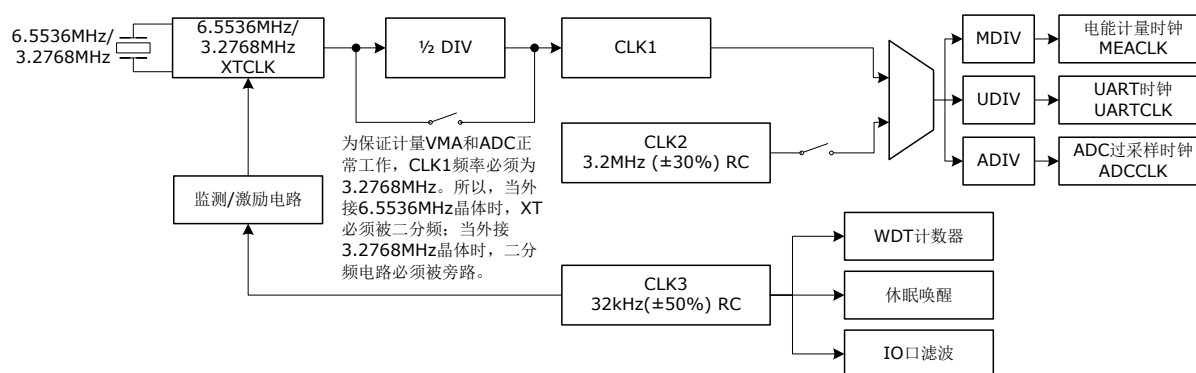 6.5536MHz/
3.2768MHz
6.5536MHz/
3.2768MHz
XTCLK
½ DIV
CLK1
MDIV
电能计量时钟
MEACLK
UDIV
UART时钟
UARTCLK
ADIV
ADC过采样时钟
ADCCLK
CLK2
3.2MHz (±30%) RC
为保证计量VMA和ADC正
常工作，CLK1频率必须为
3.2768MHz。所以，当外
接6.5536MHz晶体时，XT
必须被二分频；当外接
3.2768MHz晶体时，二分
频电路必须被旁路。
监测/激励电路
CLK3
32kHz(±50%) RC
WDT计数器
休眠唤醒
IO口滤波